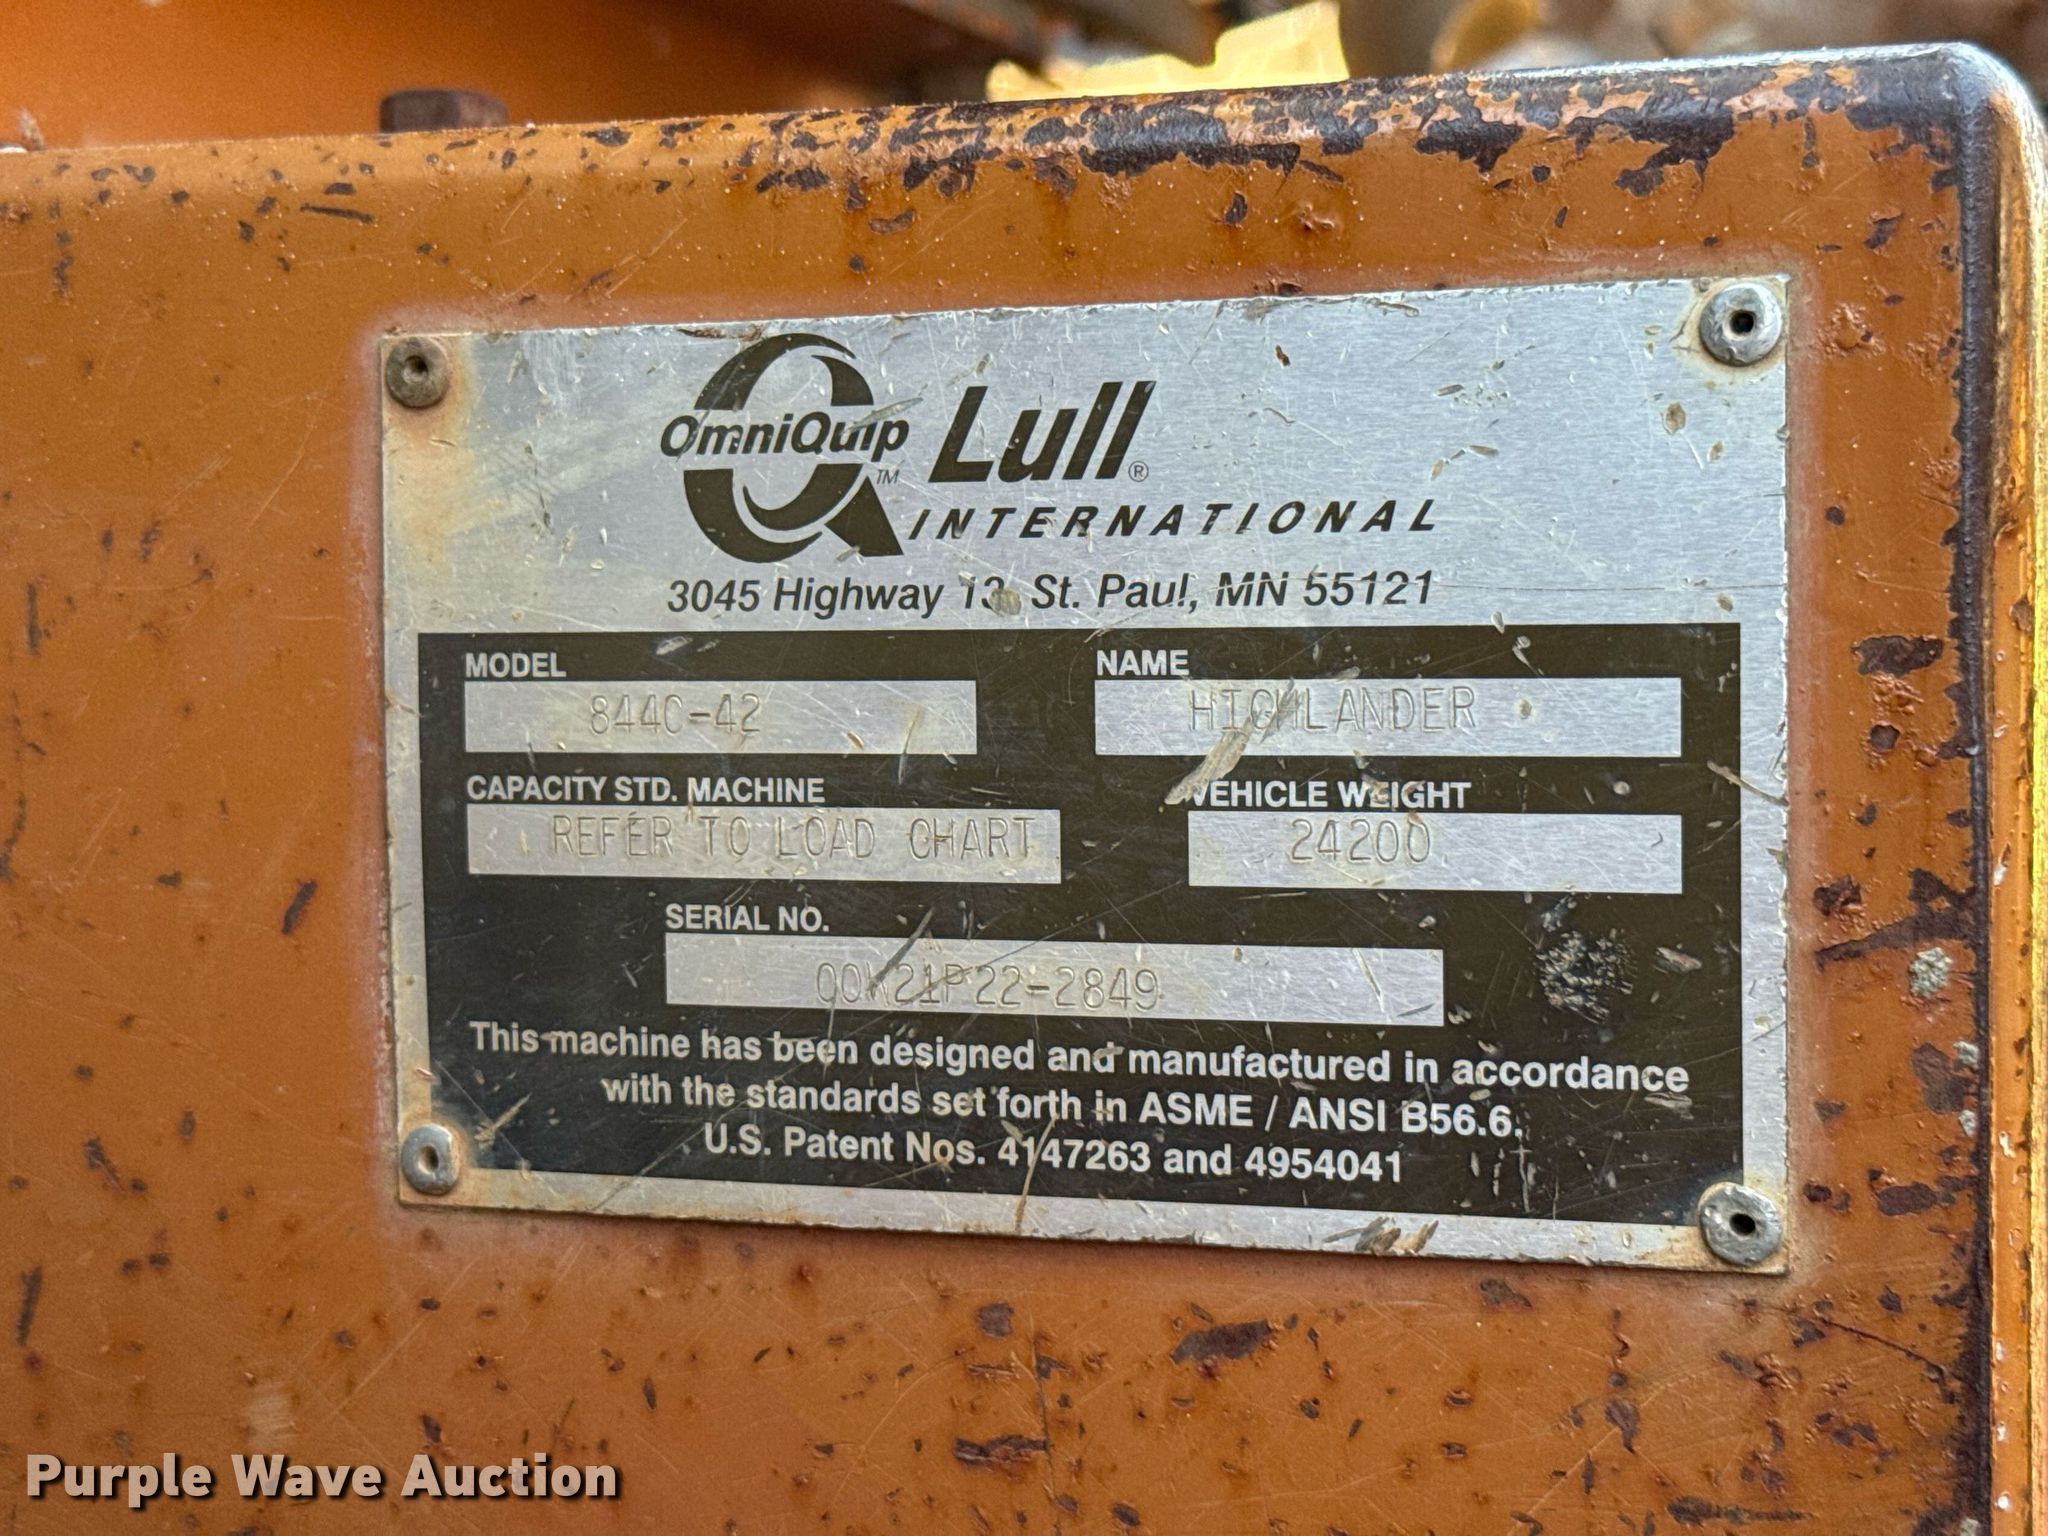 OmniQuip
TM
Lull®
INTERNATIONAL
3045 Highway 13, St. Paul, MN 55121
MODEL
844C-42
NAME
HIGHLANDER
CAPACITY STD. MACHINE
REFER TO LOAD CHART
VEHICLE WEIGHT
24200
SERIAL NO.
00W21P22-2849
This machine has been designed and manufactured in accordance
with the standards set forth in ASME / ANSI B56.6.
U.S. Patent Nos. 4147263 and 4954041
Purple Wave Auction